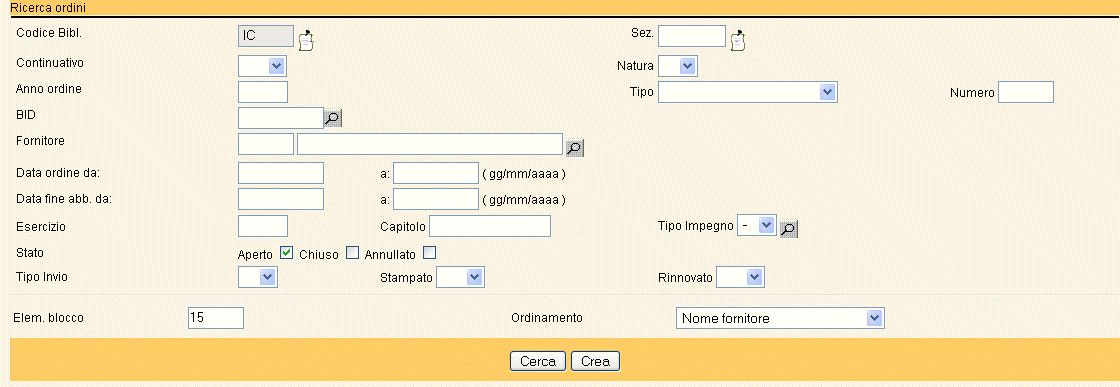 Ricerca ordini
Codice Bibl. IC Sez.
Continuativo Natura
Anno ordine Tipo Numero
BID
Fornitore
Data ordine da: a: ( gg/mm/aaaa )
Data fine abb. da: a: ( gg/mm/aaaa )
Esercizio Capitolo Tipo Impegno -
Stato Aperto Chiuso Annullato
Tipo Invio Stampato Rinnovato
Elem. blocco 15 Ordinamento Nome fornitore
Cerca Crea